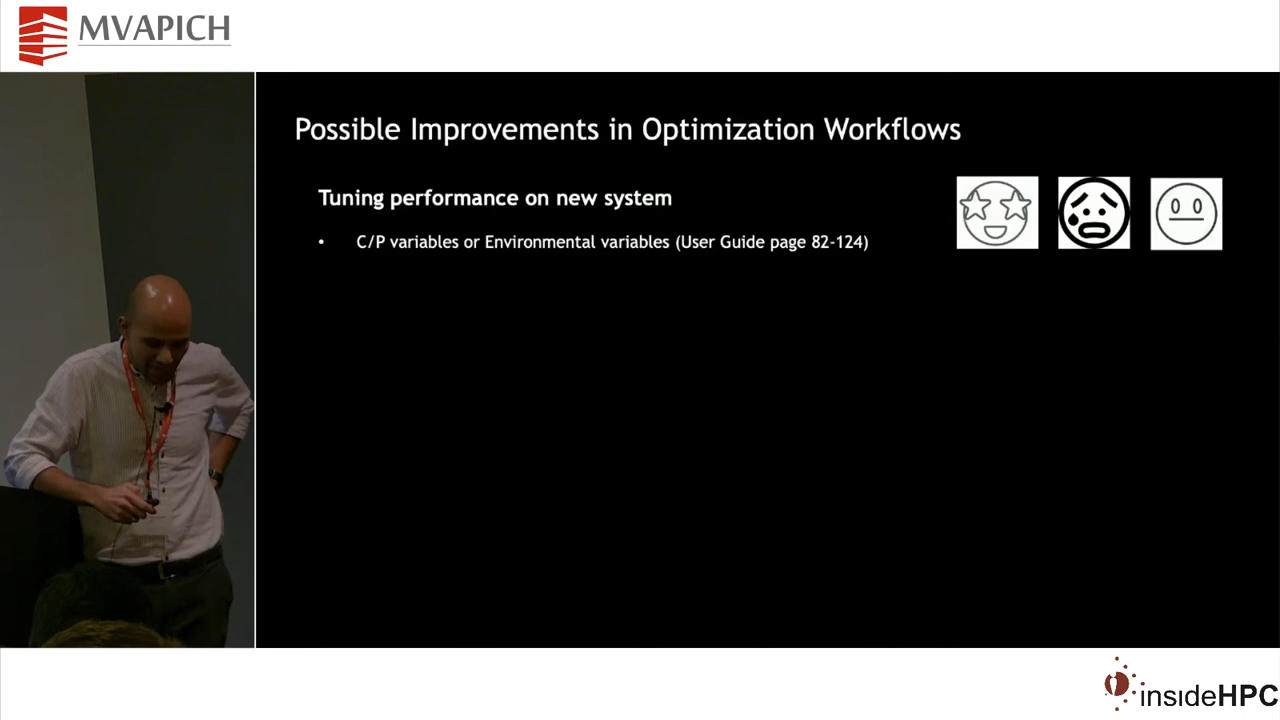 MVAPICH
Possible Improvements in Optimization Workflows
Tuning performance on new system
• C/P variables or Environmental variables (User Guide page 82-124)
insideHPC